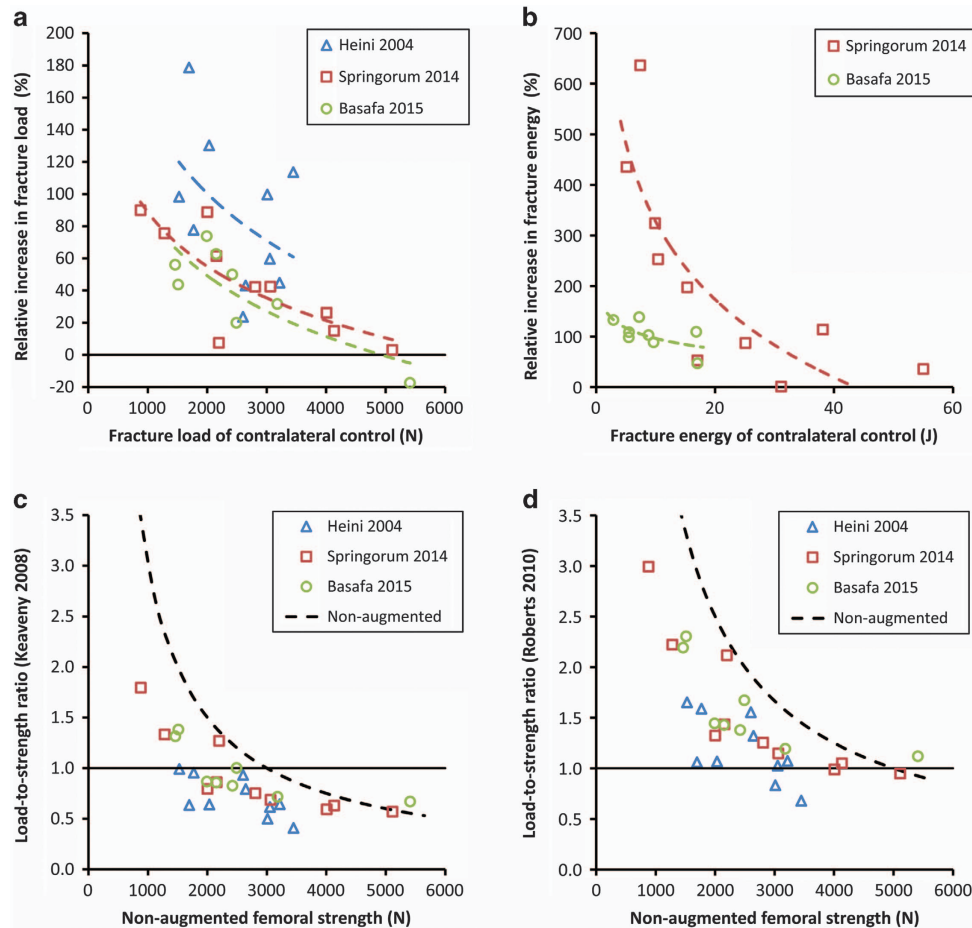 a
Relative increase in fracture load (%)
200
180
160
140
120
100
80
60
40
20
0
-20
0 1000 2000 3000 4000 5000 6000
Fracture load of contralateral control (N)
Heini 2004
Springorum 2014
Basafa 2015
b
Relative increase in fracture energy (%)
700
600
500
400
300
200
100
0
0 20 40 60
Fracture energy of contralateral control (J)
Springorum 2014
Basafa 2015
c
Load-to-strength ratio (Keaveny 2008)
3.5
3.0
2.5
2.0
1.5
1.0
0.5
0.0
0 1000 2000 3000 4000 5000 6000
Non-augmented femoral strength (N)
Heini 2004
Springorum 2014
Basafa 2015
Non-augmented
d
Load-to-strength ratio (Roberts 2010)
3.5
3.0
2.5
2.0
1.5
1.0
0.5
0.0
0 1000 2000 3000 4000 5000 6000
Non-augmented femoral strength (N)
Heini 2004
Springorum 2014
Basafa 2015
Non-augmented